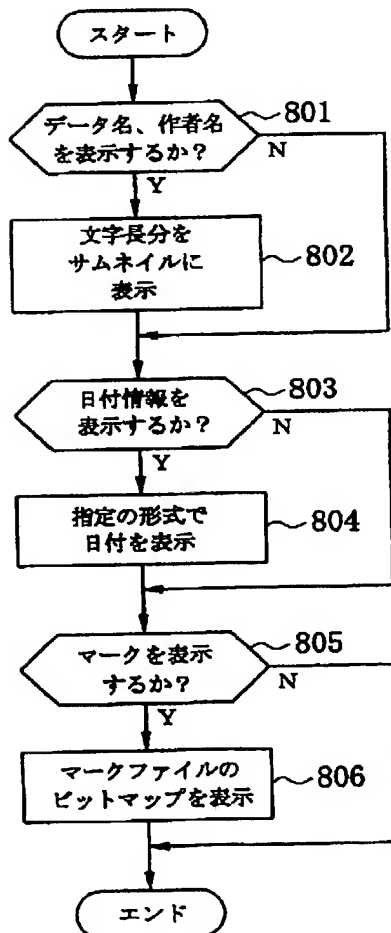 スタート
データ名、作者名
を表示するか?
801
N
Y
文字長分を
サムネイルに
表示
802
日付情報を
表示するか?
803
N
Y
指定の形式で
日付を表示
804
マークを表示
するか?
805
N
Y
マークファイルの
ビットマップを表示
806
エンド